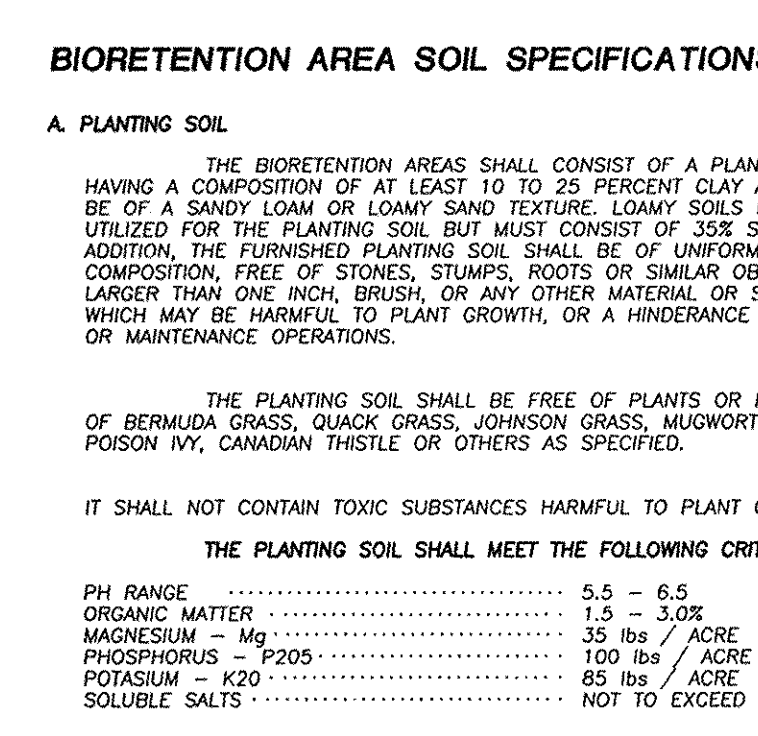 BIORETENTION AREA SOIL SPECIFICATIONS
A. PLANTING SOIL
THE BIORETENTION AREAS SHALL CONSIST OF A PLAN
HAVING A COMPOSITION OF AT LEAST 10 TO 25 PERCENT CLAY
BE OF A SANDY LOAM OR LOAMY SAND TEXTURE. LOAMY SOILS
UTILIZED FOR THE PLANTING SOIL BUT MUST CONSIST OF 35% S
ADDITION, THE FURNISHED PLANTING SOIL SHALL BE OF UNIFORM
COMPOSITION, FREE OF STONES, STUMPS, ROOTS OR SIMILAR OB
LARGER THAN ONE INCH, BRUSH, OR ANY OTHER MATERIAL OR S
WHICH MAY BE HARMFUL TO PLANT GROWTH, OR A HINDERANCE
OR MAINTENANCE OPERATIONS.
THE PLANTING SOIL SHALL BE FREE OF PLANTS OR
OF BERMUDA GRASS, QUACK GRASS, JOHNSON GRASS, MUGWORT
POISON IVY, CANADIAN THISTLE OR OTHERS AS SPECIFIED.
IT SHALL NOT CONTAIN TOXIC SUBSTANCES HARMFUL TO PLANT
THE PLANTING SOIL SHALL MEET THE FOLLOWING CRIT
PH RANGE ................................. 5.5 - 6.5
ORGANIC MATTER ............................. 1.5 - 3.0%
MAGNESIUM - Mg ............................. 35 lbs / ACRE
PHOSPHORUS - P205 ........................ 100 lbs / ACRE
POTASIUM - K20 ............................. 85 lbs / ACRE
SOLUBLE SALTS ............................... NOT TO EXCEED